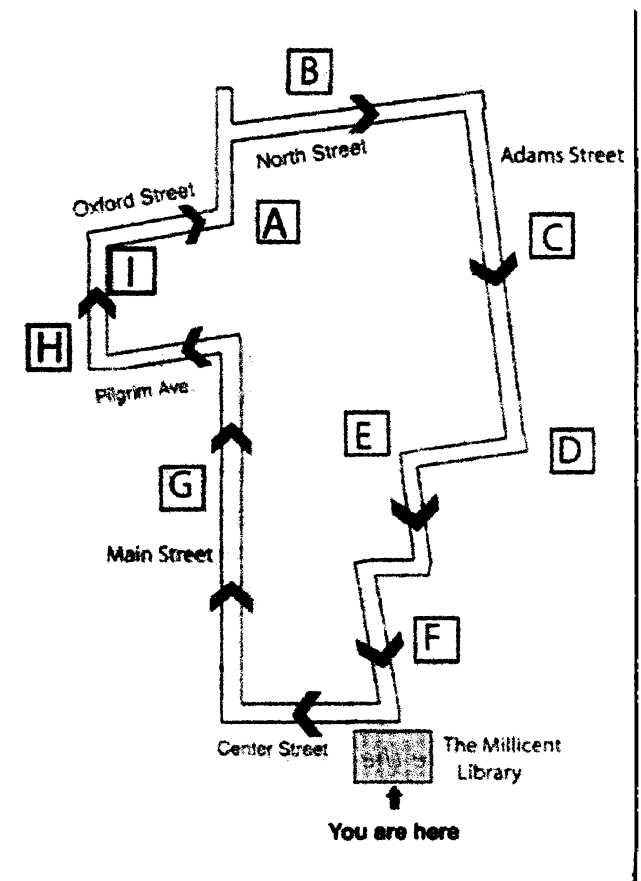 B
North Street
Adams Street
Oxford Street
A
C
I
H
Pilgrim Ave.
E
D
G
Main Street
F
Center Street
The Millicent
Library
You are here